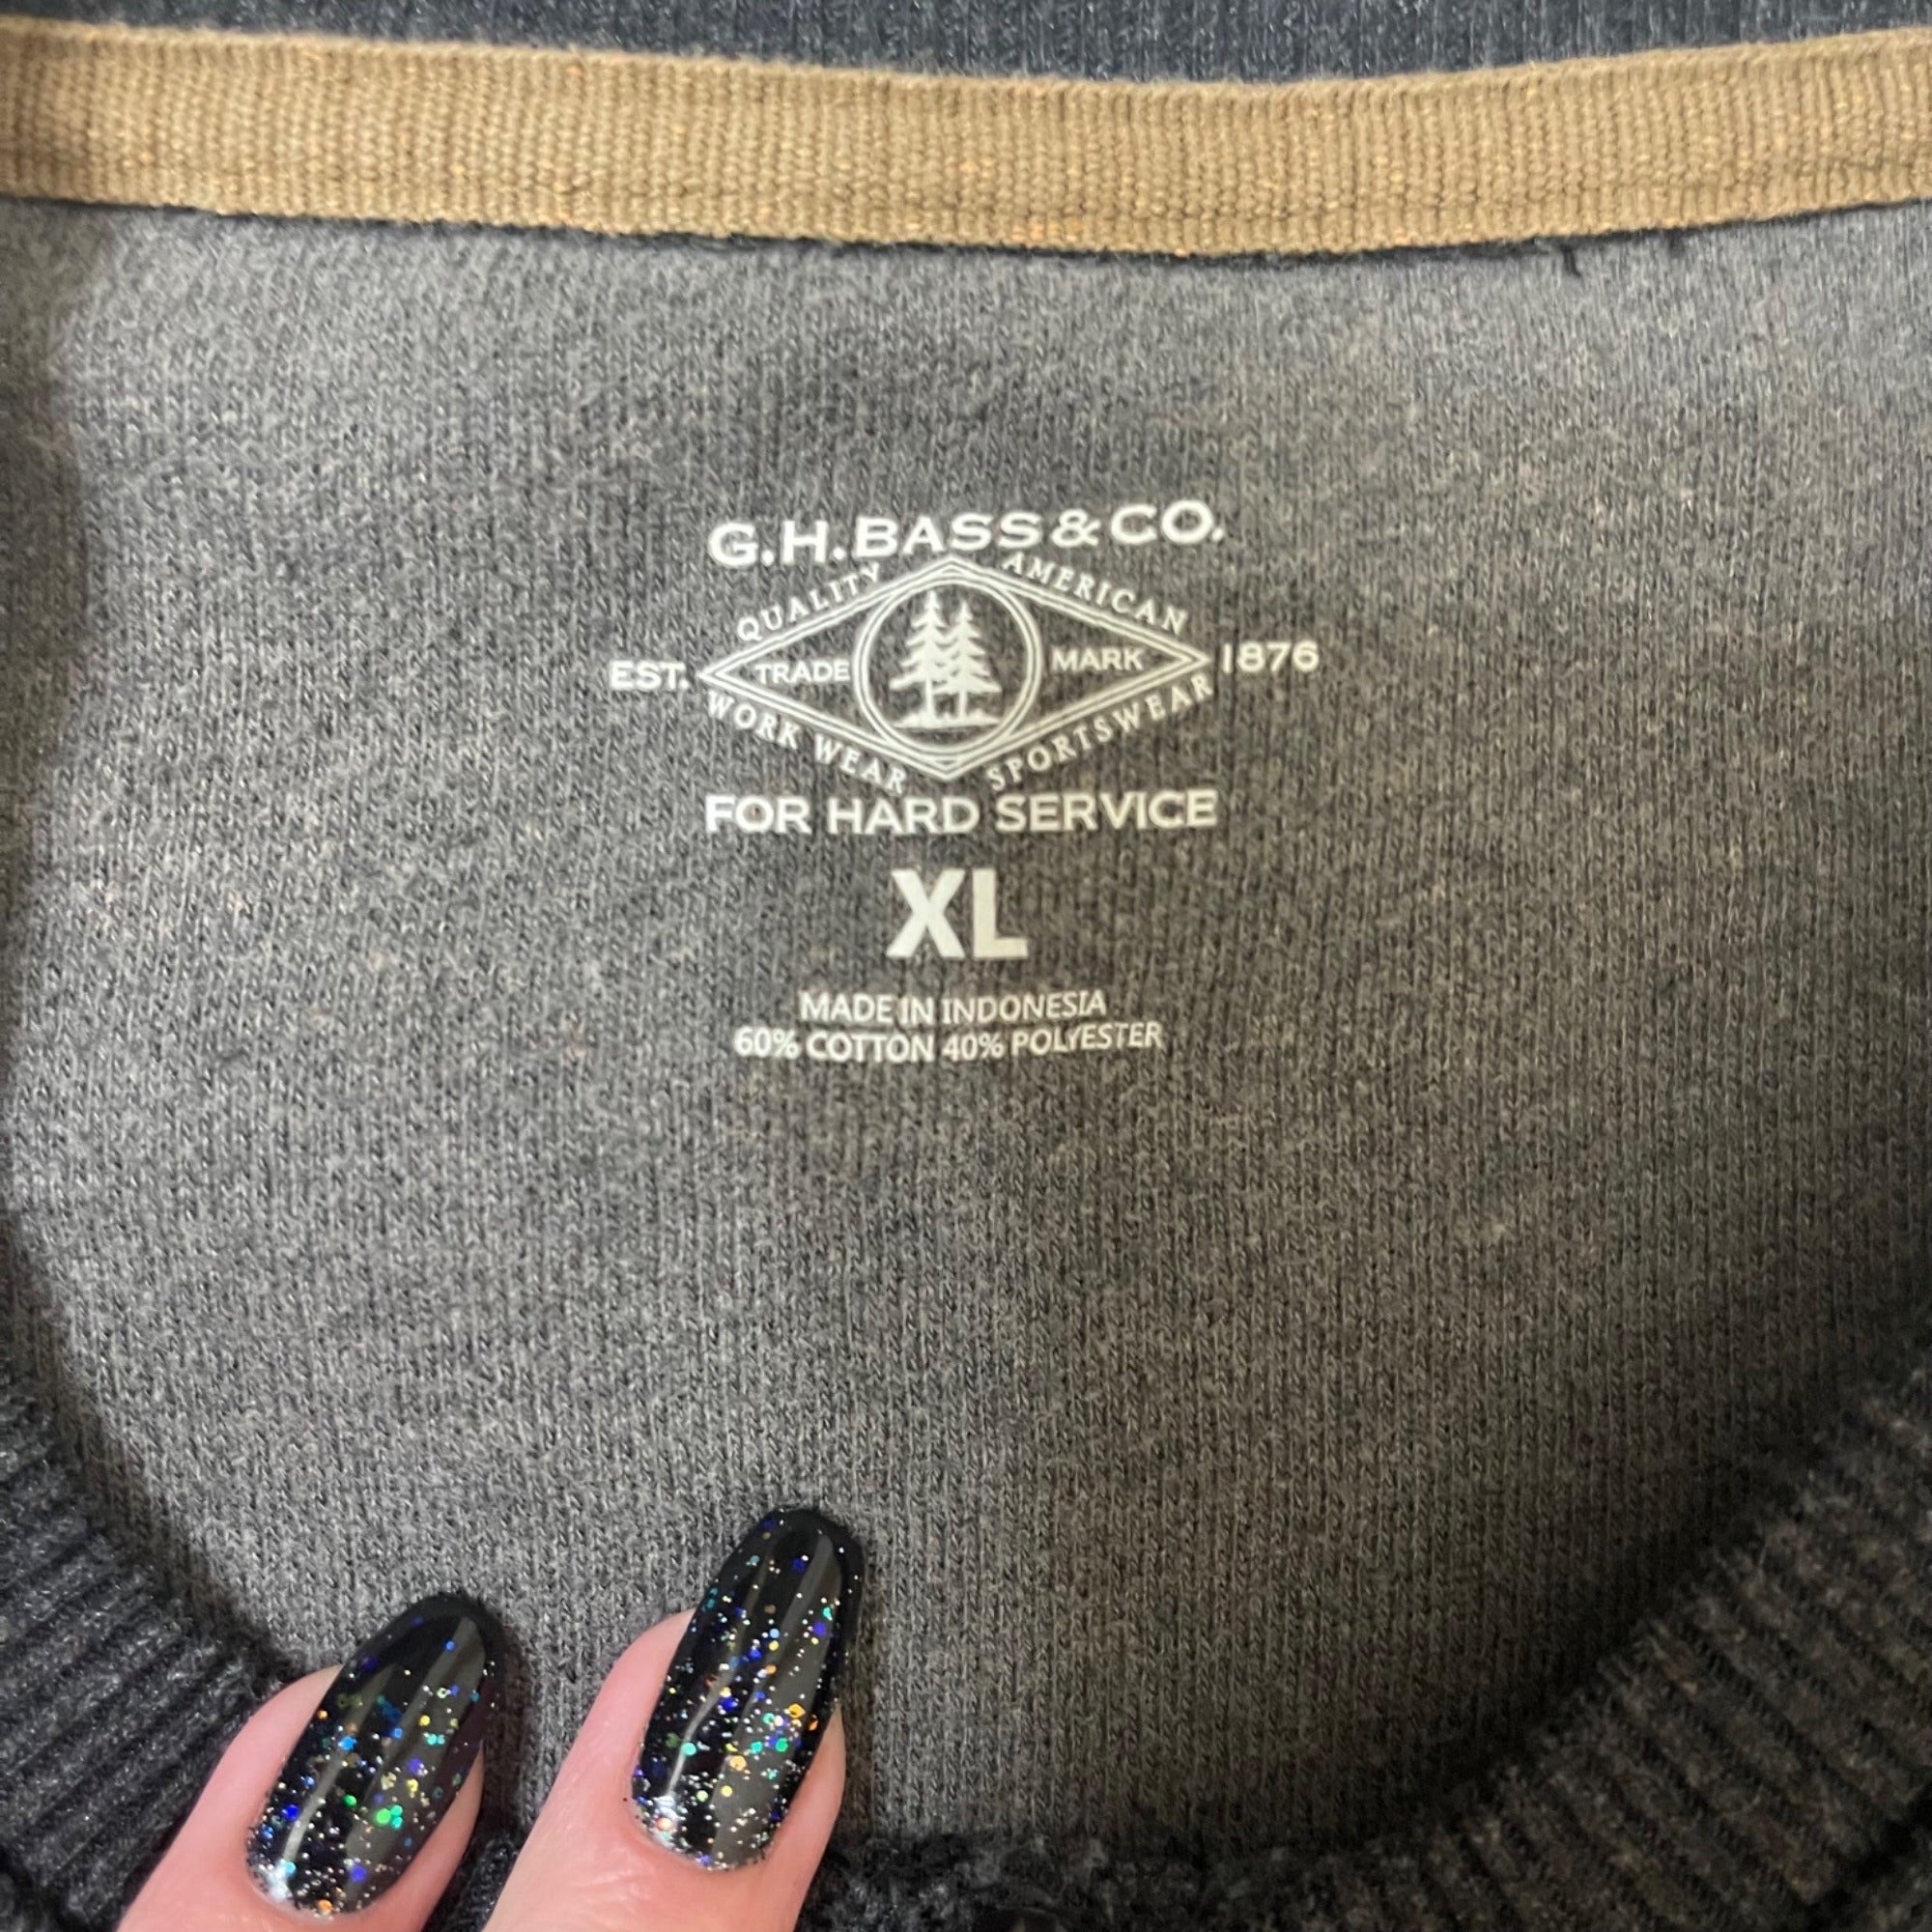 G.H.BASS&CO.
QUALITY AMERICAN
EST. TRADE MARK 1876
WORK WEAR SPORTSWEAR
FOR HARD SERVICE
XL
MADE IN INDONESIA
60% COTTON 40% POLYESTER